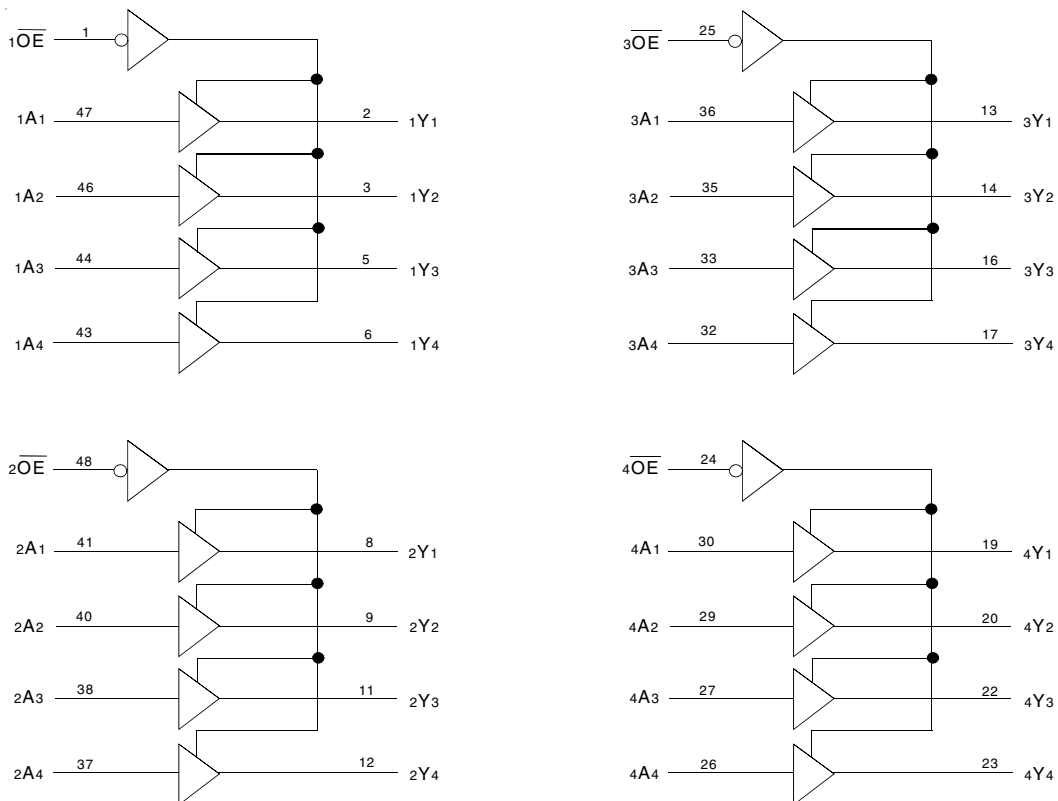 1OE 1
1A1 47 2 1Y1
1A2 46 3 1Y2
1A3 44 5 1Y3
1A4 43 6 1Y4
3OE 25
3A1 36 13 3Y1
3A2 35 14 3Y2
3A3 33 16 3Y3
3A4 32 17 3Y4
2OE 48
2A1 41 8 2Y1
2A2 40 9 2Y2
2A3 38 11 2Y3
2A4 37 12 2Y4
4OE 24
4A1 30 19 4Y1
4A2 29 20 4Y2
4A3 27 22 4Y3
4A4 26 23 4Y4